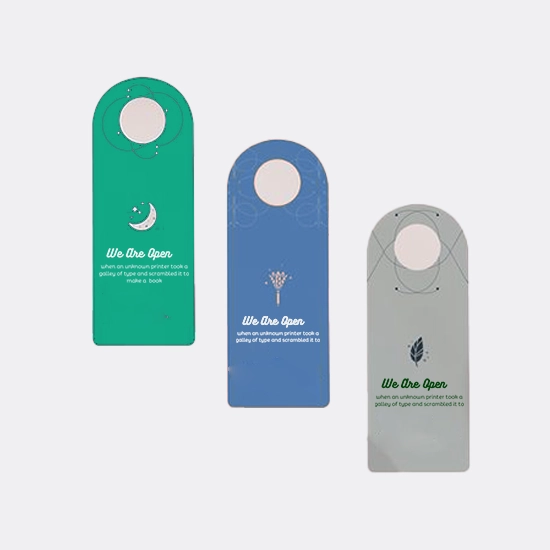 We Are Open
when an unknown printer took a
galley of type and scrambled it to
make a book
We Are Open
when an unknown printer took a
galley of type and scrambled it to
We Are Open
when an unknown printer took a
galley of type and scrambled it to